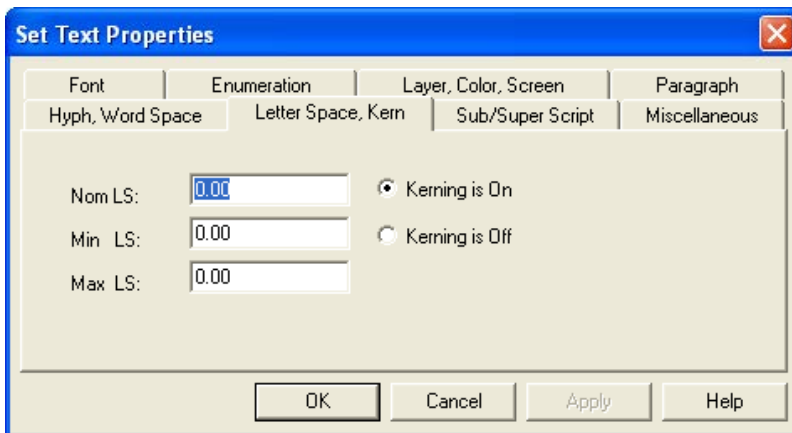 Set Text Properties
Font Enumeration Layer, Color, Screen Paragraph
Hyph, Word Space Letter Space, Kern Sub/Super Script Miscellaneous
Nom LS: 0.00 Kerning is On
Min LS: 0.00 Kerning is Off
Max LS: 0.00
OK Cancel Apply Help